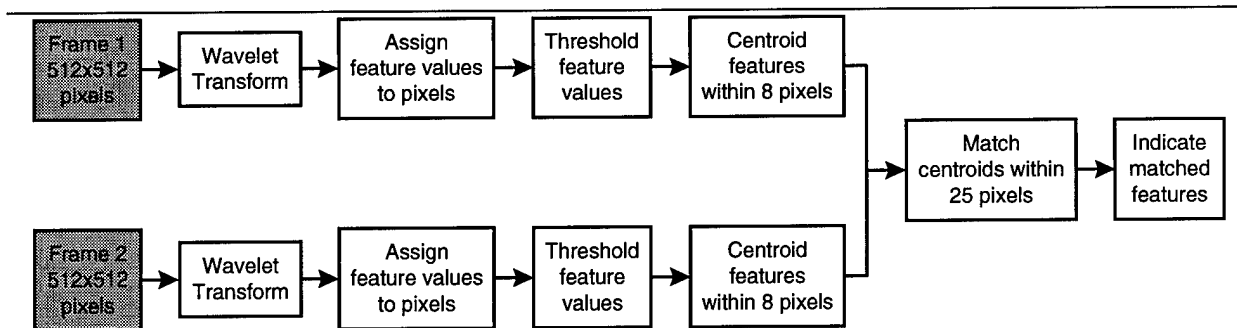 Frame 1
512x512
pixels
Wavelet
Transform
Assign
feature values
to pixels
Threshold
feature
values
Centroid
features
within 8 pixels
Match
centroids within
25 pixels
Indicate
matched
features
Frame 2
512x512
pixels
Wavelet
Transform
Assign
feature values
to pixels
Threshold
feature
values
Centroid
features
within 8 pixels